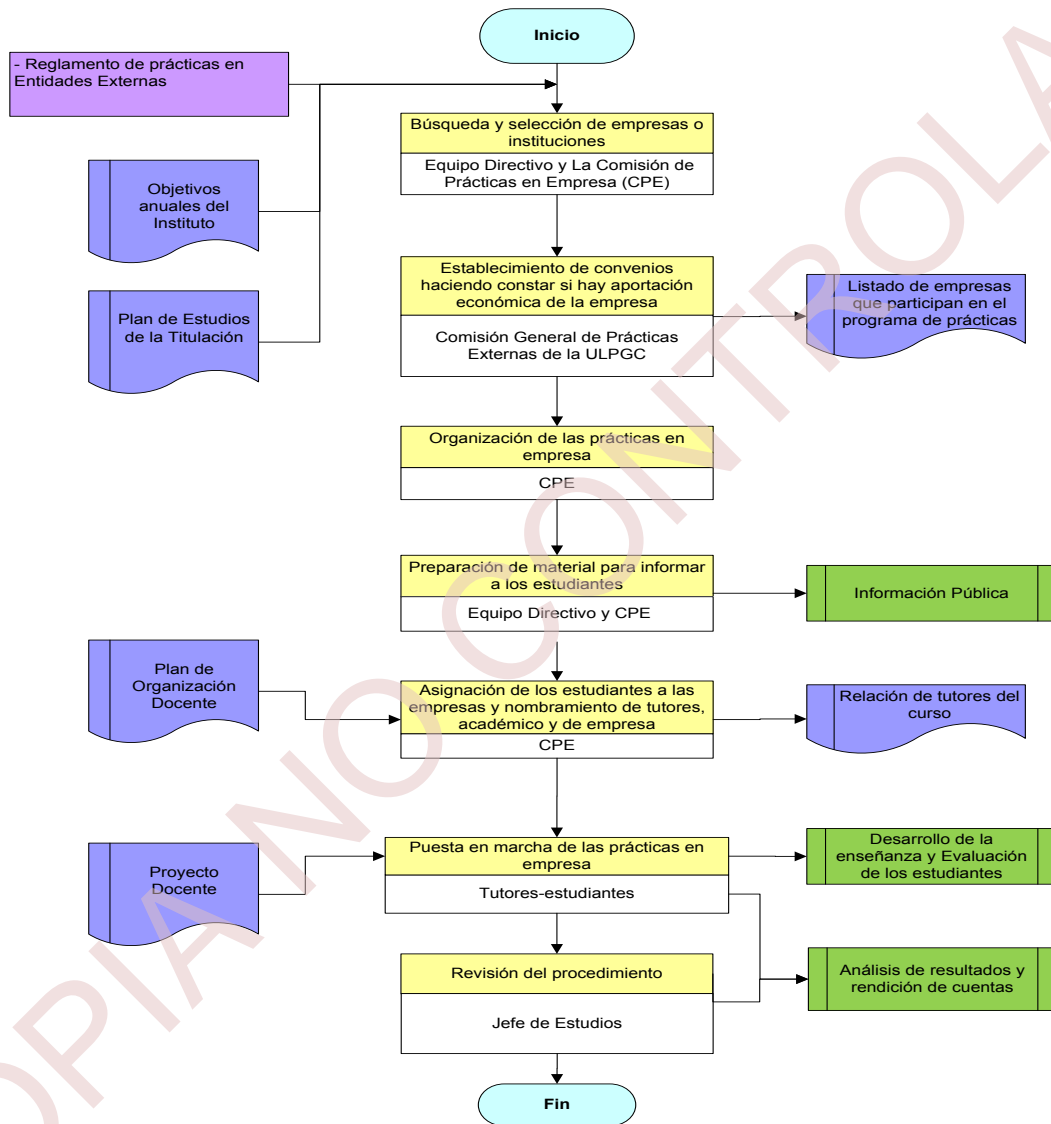 Inicio
- Reglamento de prácticas en
Entidades Externas
Búsqueda y selección de empresas o
instituciones
Equipo Directivo y La Comisión de
Prácticas en Empresa (CPE)
Objetivos
anuales del
Instituto
Plan de Estudios
de la Titulación
Establecimiento de convenios
haciendo constar si hay aportación
económica de la empresa
Comisión General de Prácticas
Externas de la ULPGC
Listado de empresas
que participan en el
programa de prácticas
Organización de las prácticas en
empresa
CPE
Preparación de material para informar
a los estudiantes
Equipo Directivo y CPE
Información Pública
Plan de
Organización
Docente
Asignación de los estudiantes a las
empresas y nombramiento de tutores,
académico y de empresa
CPE
Relación de tutores del
curso
Proyecto
Docente
Puesta en marcha de las prácticas en
empresa
Tutores-estudiantes
Desarrollo de la
enseñanza y Evaluación
de los estudiantes
Revisión del procedimiento
Jefe de Estudios
Análisis de resultados y
rendición de cuentas
Fin
OPIA NO CONTROLA